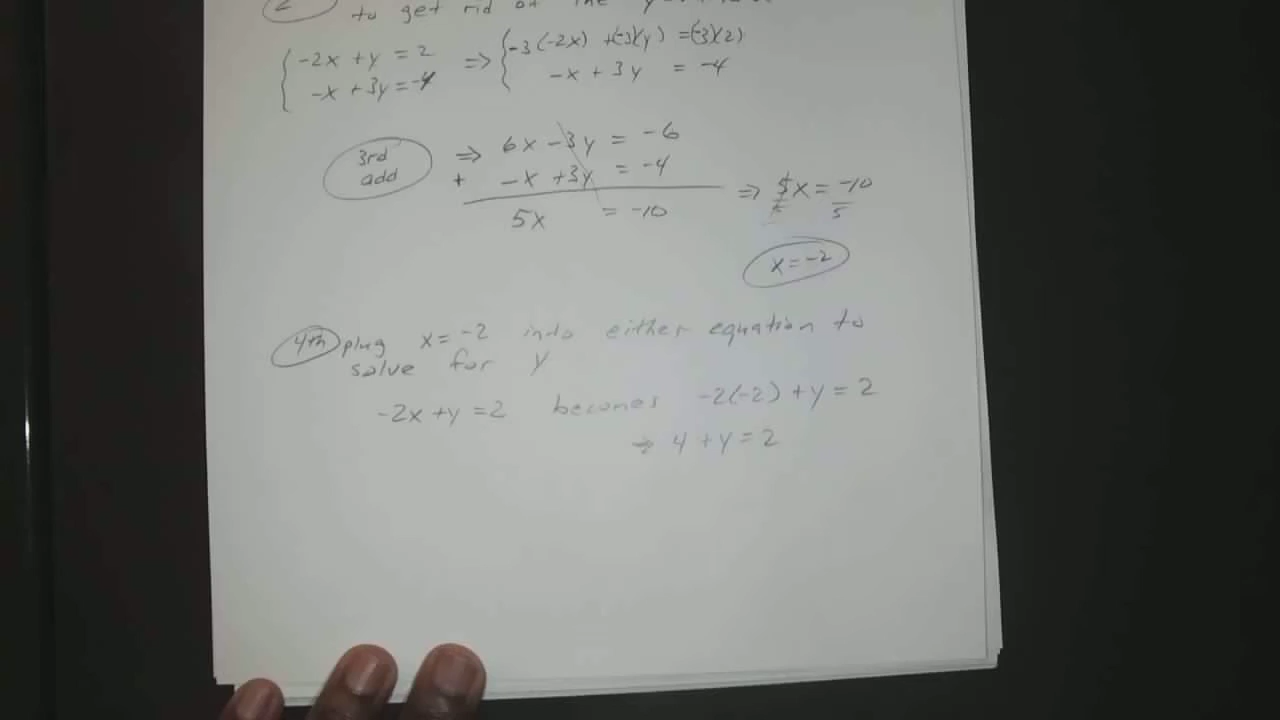 to get rid of the
-2x + y = 2 => -3(-2x) + (-3)(y) = (-3)(2)
-x + 3y = -4 -x + 3y = -4
3rd add => 6x - 3y = -6
+ -x + 3y = -4
5x = -10 => 5x = -10
5 5
x = -2
4th plug x = -2 into either equation to
solve for y
-2x + y = 2 becomes -2(-2) + y = 2
→ 4 + y = 2